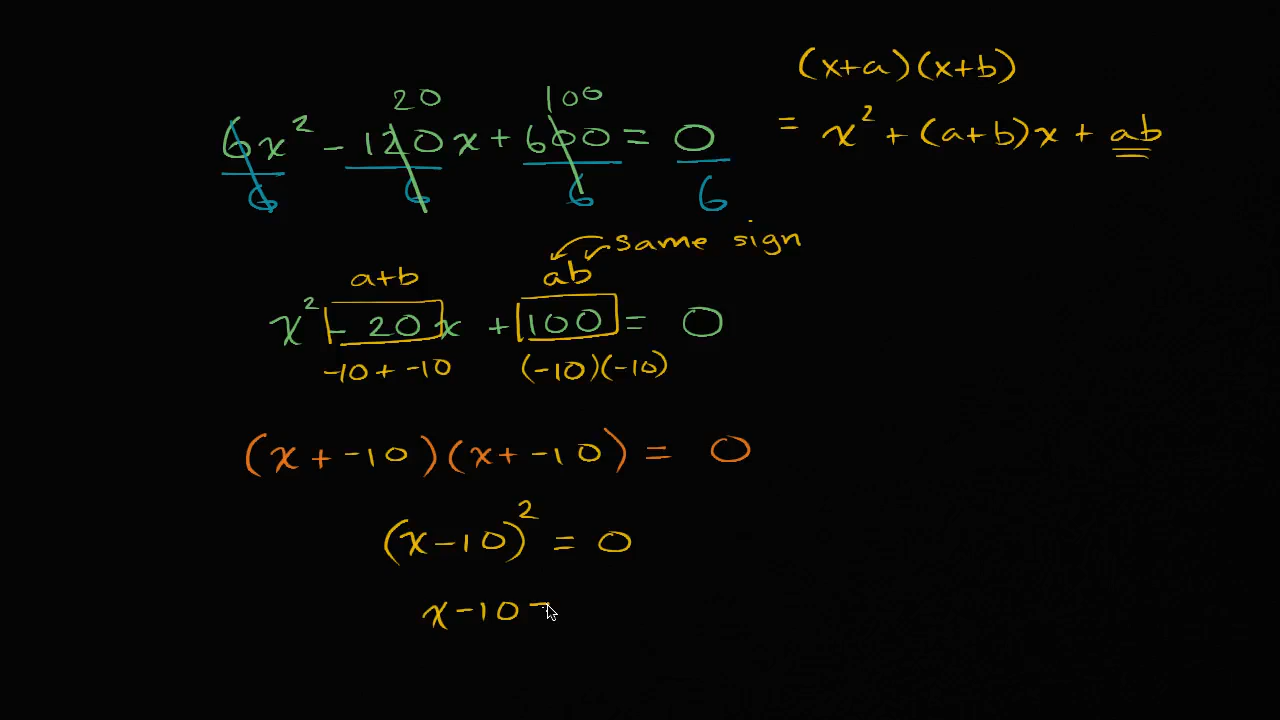 (x+a)(x+b)
= x² + (a+b)x + ab
20 100
6x² - 120x + 600 = 0
6 6 6 6
same sign
a+b ab
x² - 20x + 100 = 0
-10 + -10 (-10)(-10)
(x + -10)(x + -10) = 0
(x-10)² = 0
x-10